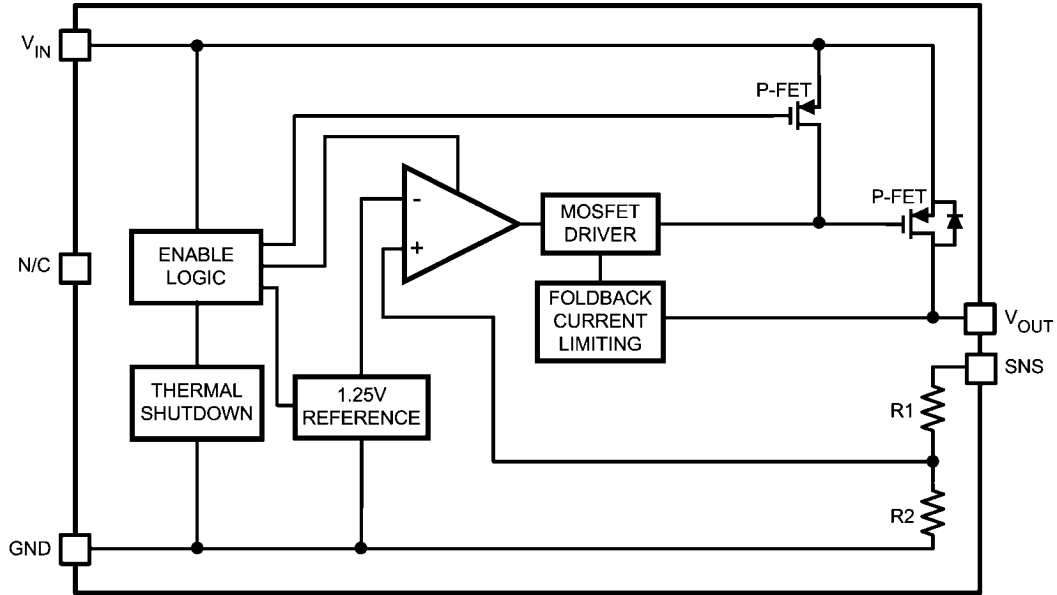 VIN
P-FET
P-FET
MOSFET
DRIVER
-
+
ENABLE
LOGIC
N/C
FOLDBACK
CURRENT
LIMITING
VOUT
SNS
THERMAL
SHUTDOWN
1.25V
REFERENCE
R1
R2
GND